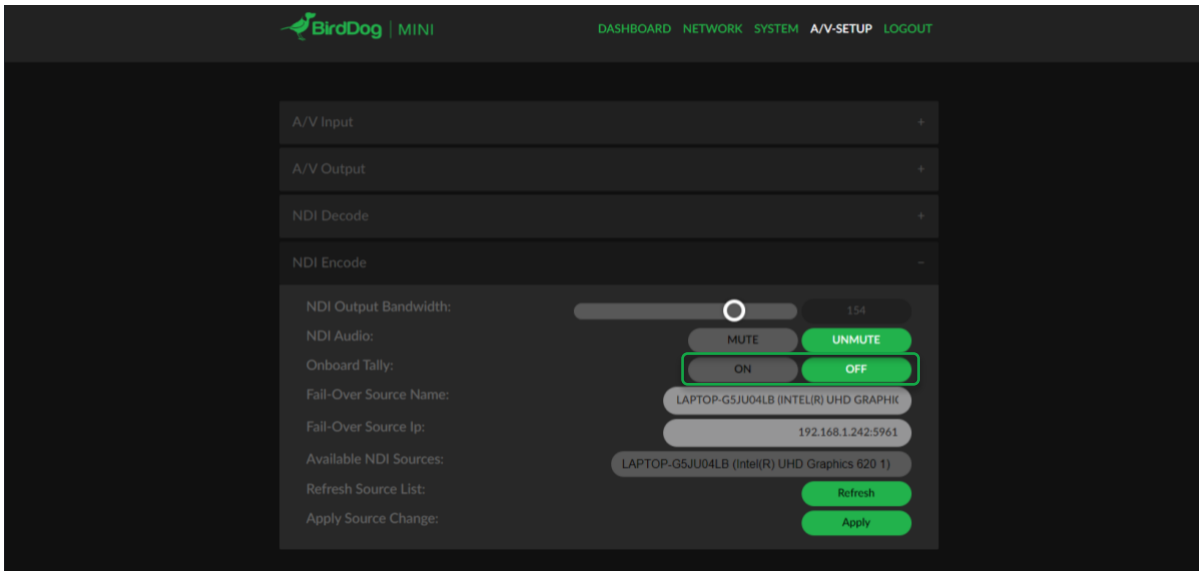 BirdDog | MINI
DASHBOARD NETWORK SYSTEM A/V-SETUP LOGOUT
A/V Input +
A/V Output +
NDI Decode +
NDI Encode -
NDI Output Bandwidth: 154
NDI Audio: MUTE UNMUTE
Onboard Tally: ON OFF
Fail-Over Source Name: LAPTOP-G5JU04LB (INTEL(R) UHD GRAPHIC
Fail-Over Source Ip: 192.168.1.242:5961
Available NDI Sources: LAPTOP-G5JU04LB (Intel(R) UHD Graphics 620 1)
Refresh Source List: Refresh
Apply Source Change: Apply